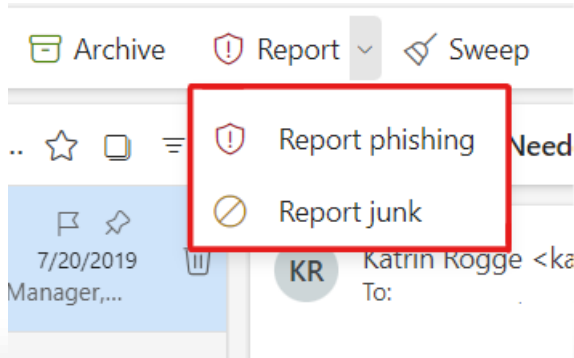 Archive Report Sweep
Report phishing
Need
Report junk
7/20/2019
Manager,...
KR
Katrin Rogge <ka
To: